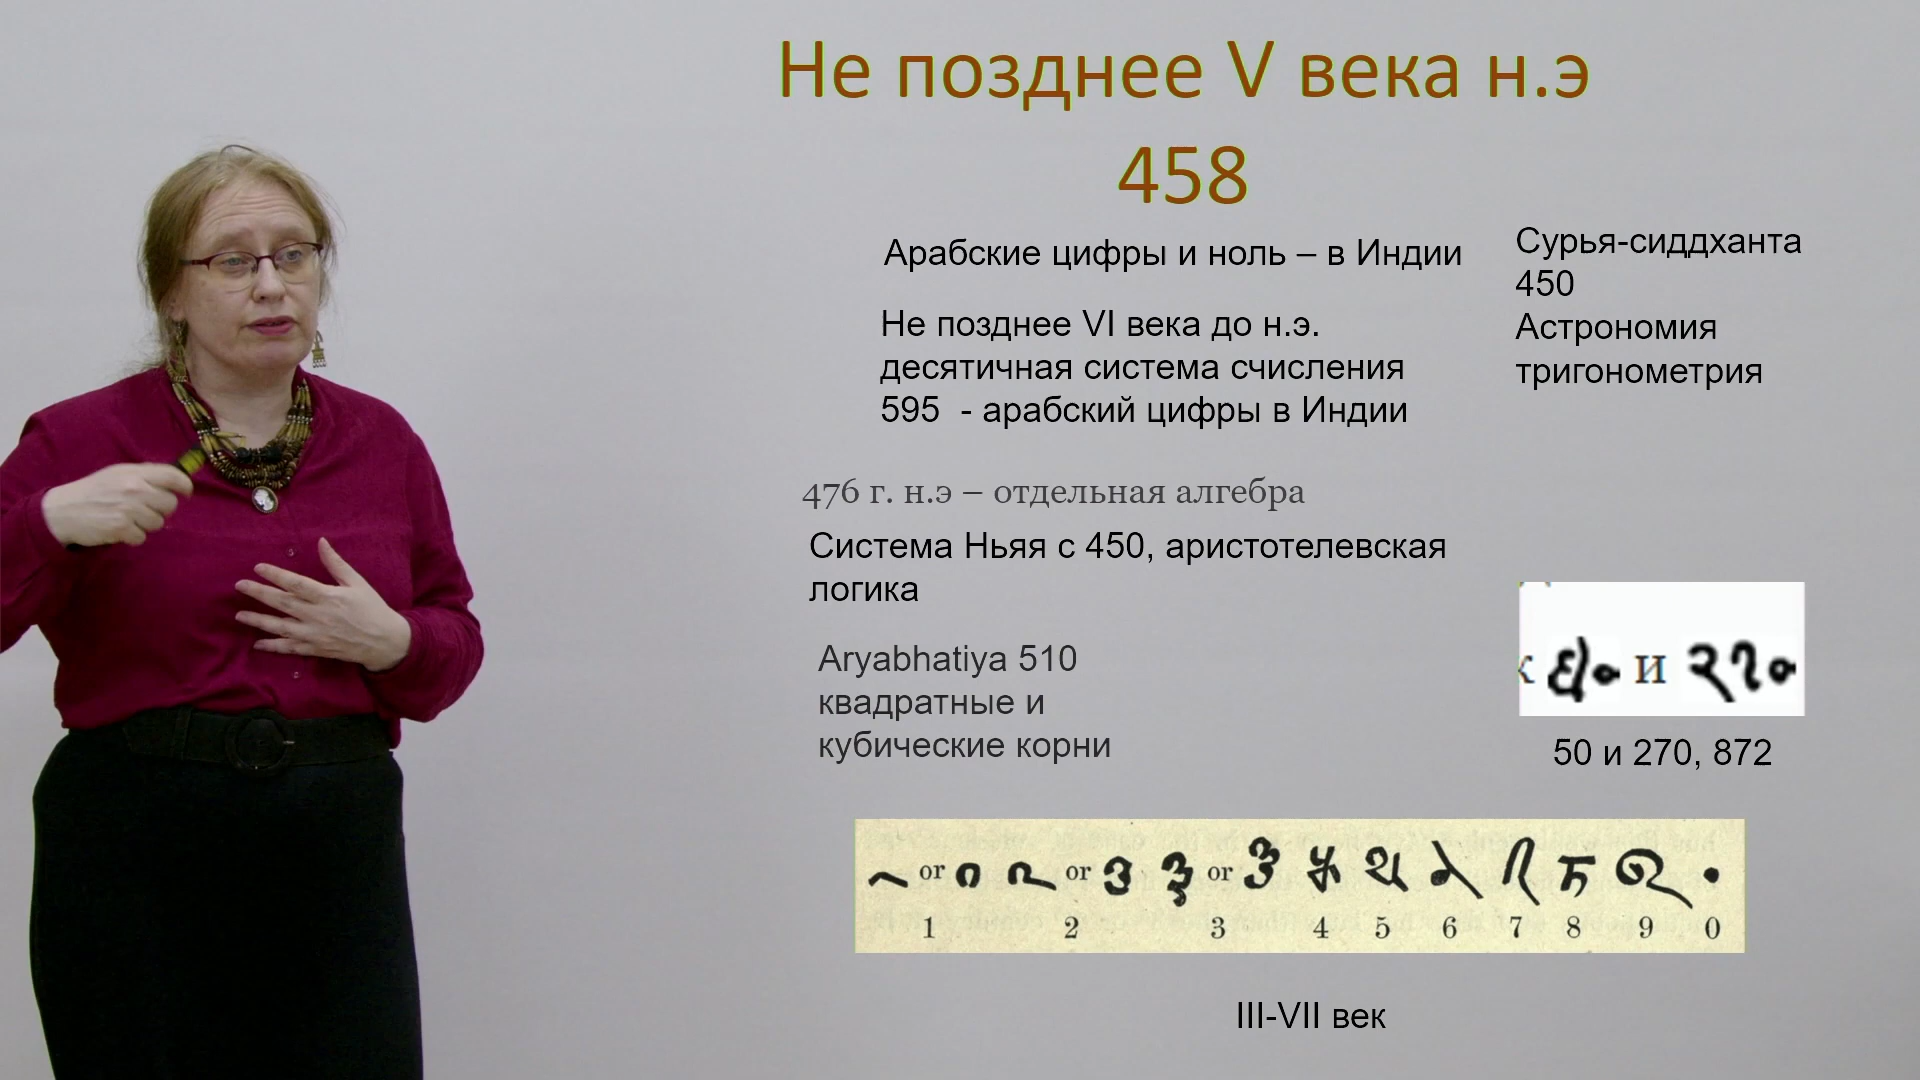 Не позднее V века н.э
458
Арабские цифры и ноль – в Индии
Сурья-сиддханта
450
Астрономия
тригонометрия
Не позднее VI века до н.э.
десятичная система счисления
595 - арабский цифры в Индии
476 г. н.э – отдельная алгебра
Система Ньяя с 450, аристотелевская
логика
Aryabhatiya 510
квадратные и
кубические корни
и
50 и 270, 872
or or or
1 2 3 4 5 6 7 8 9 0
III-VII век